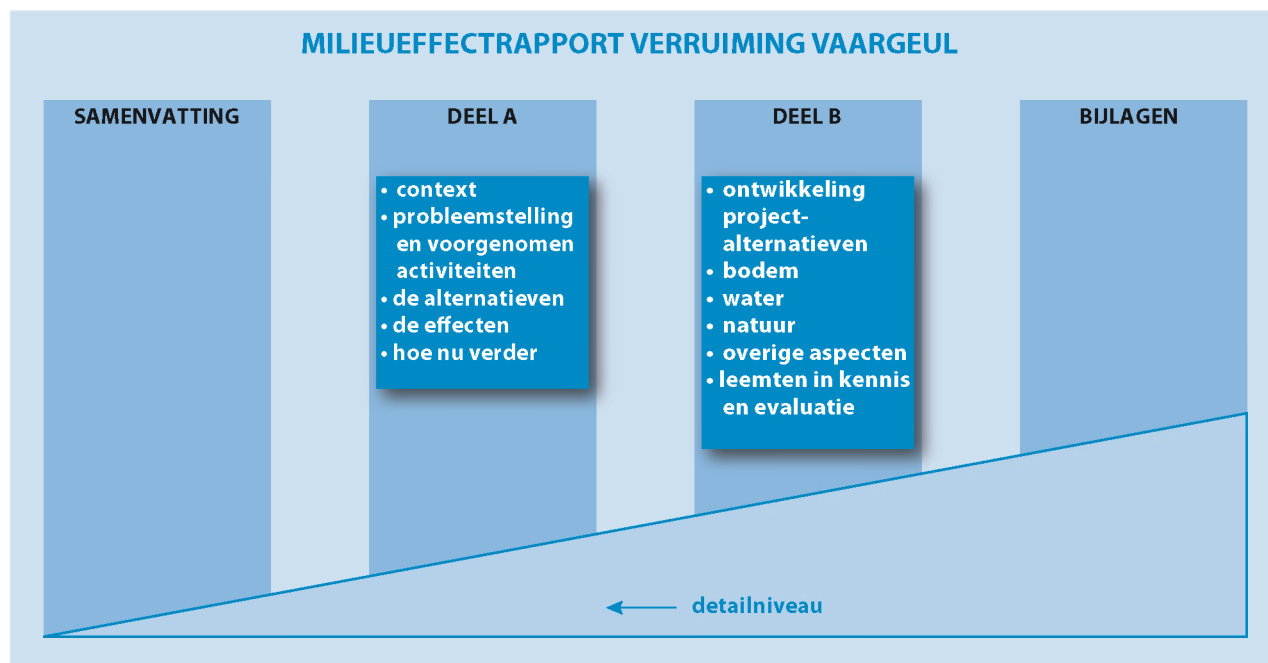 MILIEUEFFECTRAPPORT VERRUIMING VAARGEUL
SAMENVATTING
DEEL A
• context
• probleemstelling
en voorgenomen
activiteiten
• de alternatieven
• de effecten
• hoe nu verder
DEEL B
• ontwikkeling
project-
alternatieven
• bodem
• water
• natuur
• overige aspecten
• leemten in kennis
en evaluatie
BIJLAGEN
detailniveau